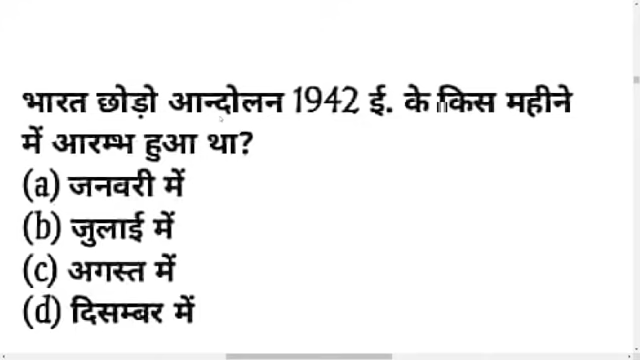 भारत छोड़ो आन्दोलन 1942 ई. के किस महीने
में आरम्भ हुआ था?
(a) जनवरी में
(b) जुलाई में
(c) अगस्त में
(d) दिसम्बर में